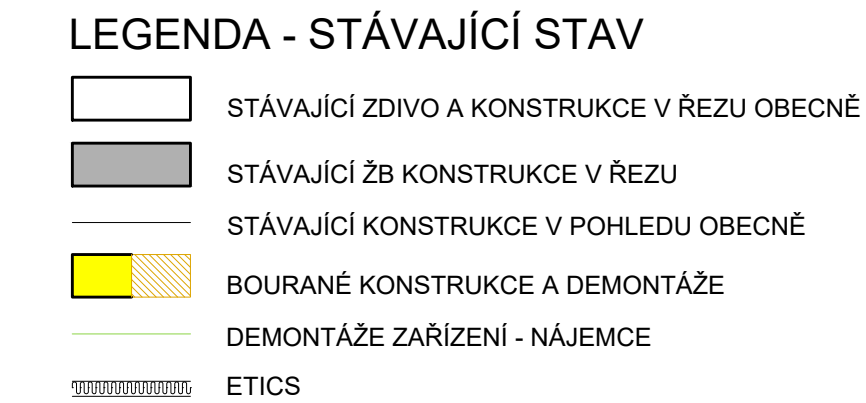 LEGENDA - STÁVAJÍCÍ STAV
STÁVAJÍCÍ ZDIVO A KONSTRUKCE V ŘEZU OBECNĚ
STÁVAJÍCÍ ŽB KONSTRUKCE V ŘEZU
STÁVAJÍCÍ KONSTRUKCE V POHLEDU OBECNĚ
BOURANÉ KONSTRUKCE A DEMONTÁŽE
DEMONTÁŽE ZAŘÍZENÍ - NÁJEMCE
ETICS